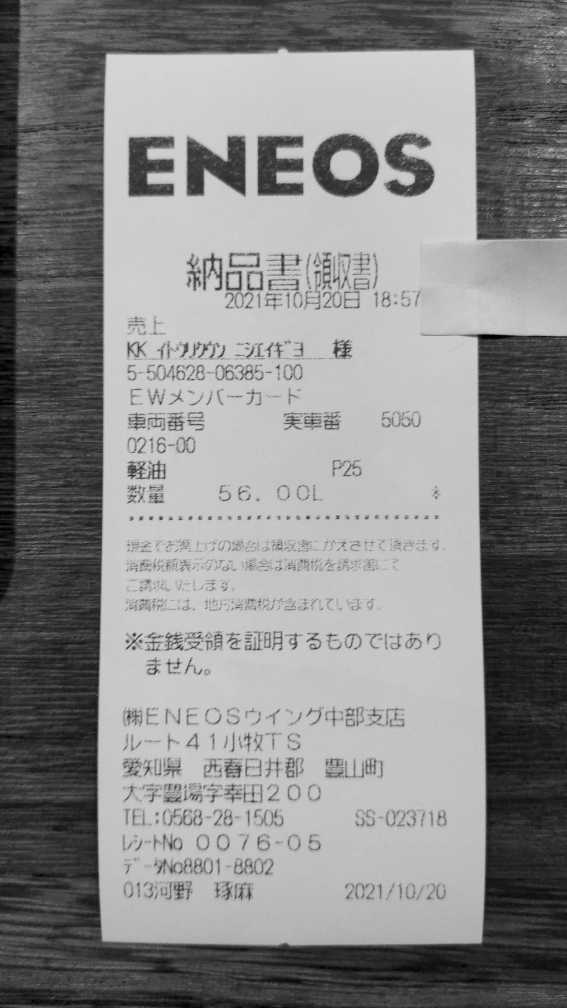 ENEOS
納品書(領収書)
2021年10月20日 18:57
売上
KK イトウリウウン ニシエイギヨ 様
5-504628-06385-100
EWメンバーカード
車両番号 実車番 5050
0216-00
軽油 P25
数量 56.00L *
現金でお買上げの場合は領収書にかえさせて頂きます。
消費税額表示のない場合は消費税を請求書にて
ご請求いたします。
消費税には、地方消費税が含まれています。
※金銭受領を証明するものではあり
ません。
㈱ENEOSウイング中部支店
ルート41小牧TS
愛知県 西春日井郡 豊山町
大字豊場字幸田200
TEL:0568-28-1505 SS-023718
レシートNo 0076-05
データNo8801-8802
013河野 琢麻 2021/10/20